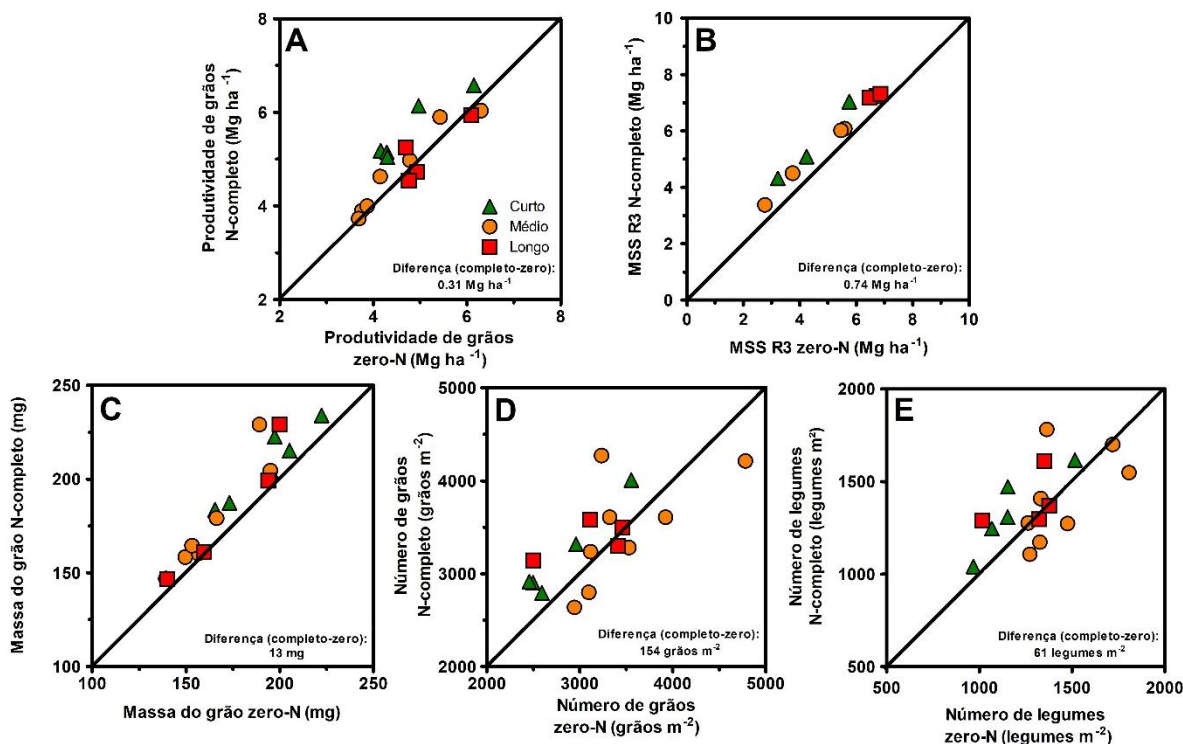 A
Produtividade de grãos
N-completo (Mg ha⁻¹)
8
6
4
2
Curto
Médio
Longo
Diferença (completo-zero):
0.31 Mg ha⁻¹
2 4 6 8
Produtividade de grãos
zero-N (Mg ha⁻¹)
B
MSS R3 N-completo (Mg ha⁻¹)
10
8
6
4
2
0
Diferença (completo-zero):
0.74 Mg ha⁻¹
0 2 4 6 8 10
MSS R3 zero-N (Mg ha⁻¹)
C
Massa do grão N-completo (mg)
250
200
150
100
Diferença (completo-zero):
13 mg
100 150 200 250
Massa do grão zero-N (mg)
D
Número de grãos
N-completo (grãos m⁻²)
5000
4000
3000
2000
Diferença (completo-zero):
154 grãos m⁻²
2000 3000 4000 5000
Número de grãos
zero-N (grãos m⁻²)
E
Número de legumes
N-completo (legumes m²)
2000
1500
1000
500
Diferença (completo-zero):
61 legumes m⁻²
500 1000 1500 2000
Número de legumes
zero-N (legumes m⁻²)